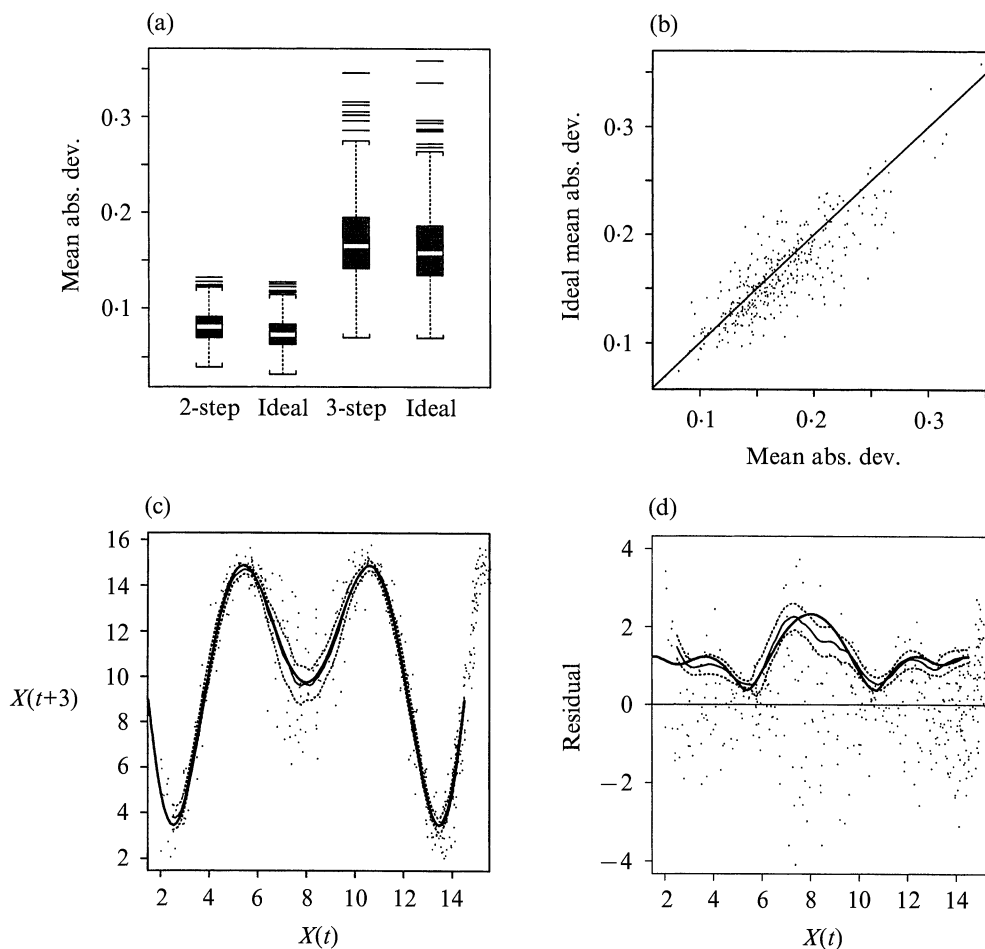 (a)
Mean abs. dev.
0·3
0·2
0·1
2-step Ideal 3-step Ideal
(b)
Ideal mean abs. dev.
0·3
0·2
0·1
0·1 0·2 0·3
Mean abs. dev.
(c)
X(t+3)
16
14
12
10
8
6
4
2
2 4 6 8 10 12 14
X(t)
(d)
Residual
4
2
0
−2
−4
2 4 6 8 10 12 14
X(t)